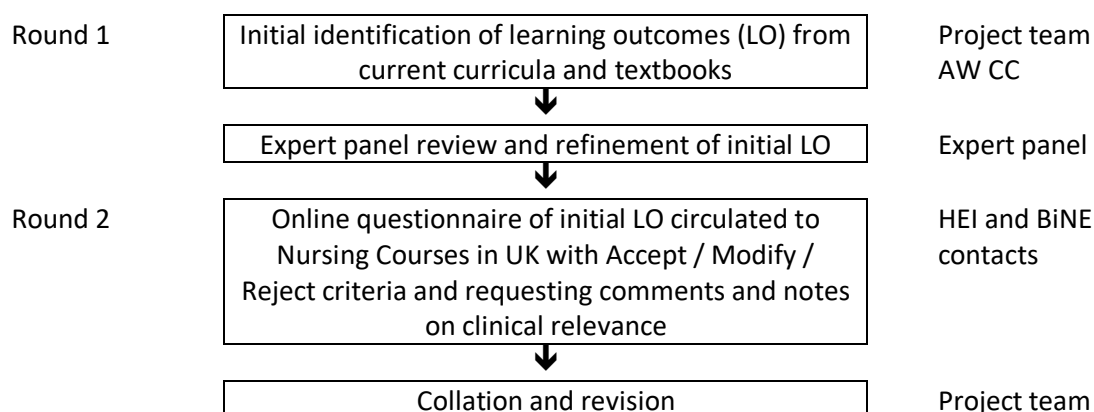 Round 1
Initial identification of learning outcomes (LO) from
current curricula and textbooks
Project team
AW CC
Expert panel review and refinement of initial LO
Expert panel
Round 2
Online questionnaire of initial LO circulated to
Nursing Courses in UK with Accept / Modify /
Reject criteria and requesting comments and notes
on clinical relevance
HEI and BiNE
contacts
Collation and revision
Project team